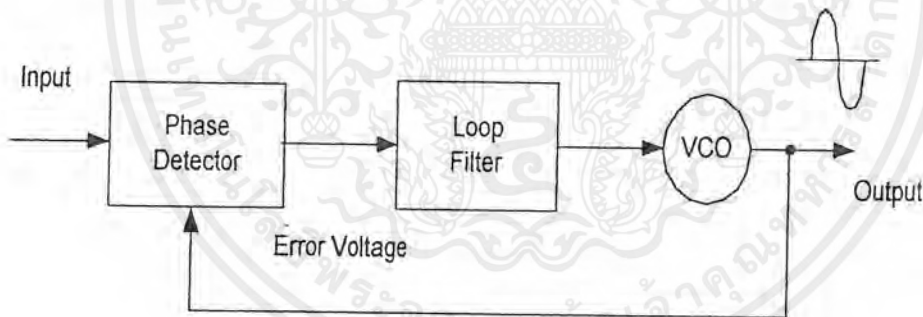 Input
Phase
Detector
Loop
Filter
VCO
Output
Error Voltage